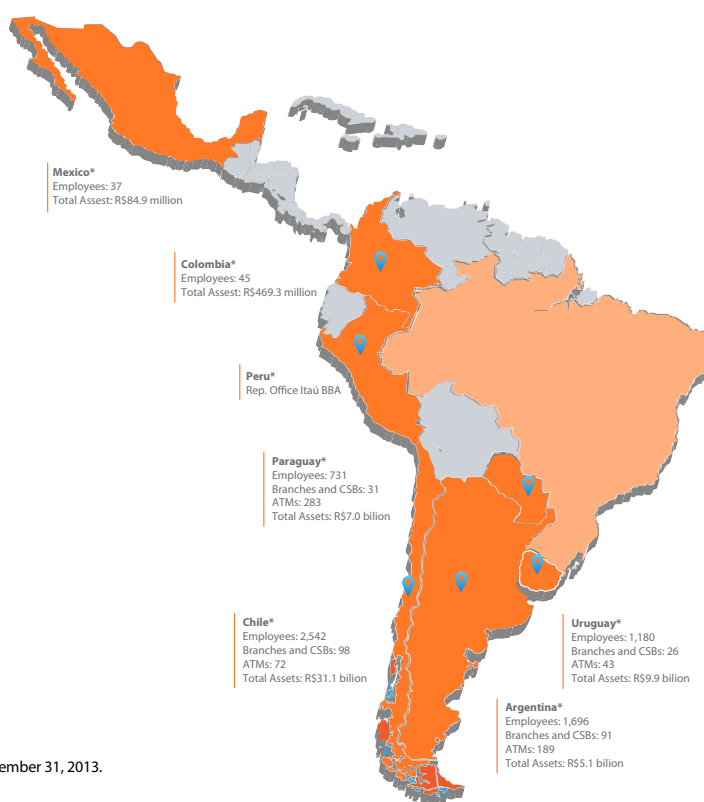 Mexico*
Employees: 37
Total Assest: R$84.9 million
Colombia*
Employees: 45
Total Assest: R$469.3 million
Peru*
Rep. Office Itaú BBA
Paraguay*
Employees: 731
Branches and CSBs: 31
ATMs: 283
Total Assets: R$7.0 bilion
Chile*
Employees: 2,542
Branches and CSBs: 98
ATMs: 72
Total Assets: R$31.1 bilion
Uruguay*
Employees: 1,180
Branches and CSBs: 26
ATMs: 43
Total Assets: R$9.9 bilion
Argentina*
Employees: 1,696
Branches and CSBs: 91
ATMs: 189
Total Assets: R$5.1 bilion
ember 31, 2013.